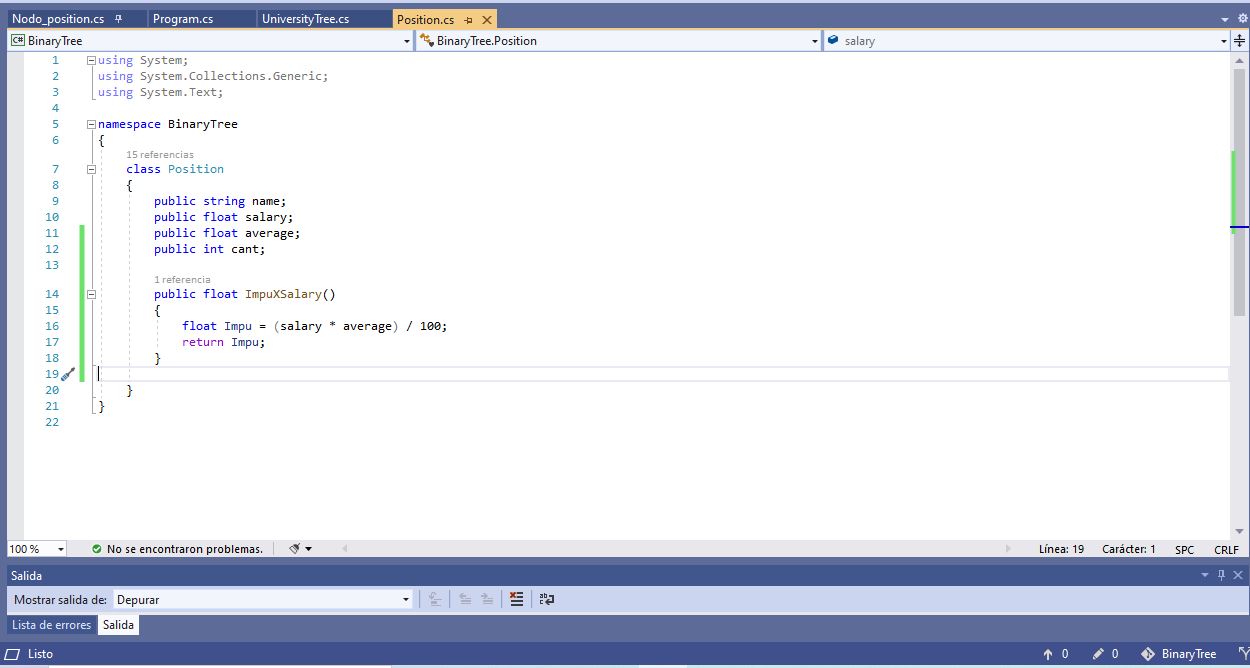 Nodo_position.cs Program.cs UniversityTree.cs Position.cs
C# BinaryTree BinaryTree.Position salary
1 using System;
2 using System.Collections.Generic;
3 using System.Text;
4
5 namespace BinaryTree
6 {
15 referencias
7 class Position
8 {
9 public string name;
10 public float salary;
11 public float average;
12 public int cant;
13
1 referencia
14 public float ImpuXSalary()
15 {
16 float Impu = (salary * average) / 100;
17 return Impu;
18 }
19
20 }
21 }
22
100 % No se encontraron problemas. Línea: 19 Carácter: 1 SPC CRLF
Salida
Mostrar salida de: Depurar
Lista de errores Salida
Listo 0 0 BinaryTree